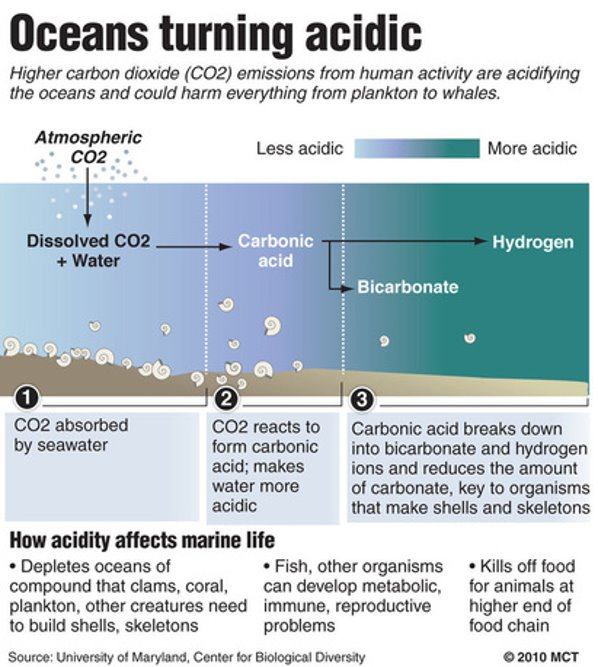 Oceans turning acidic
Higher carbon dioxide (CO2) emissions from human activity are acidifying
the oceans and could harm everything from plankton to whales.
Atmospheric
CO2
Less acidic
More acidic
Dissolved CO2
+ Water
Carbonic
acid
Hydrogen
Bicarbonate
1
CO2 absorbed
by seawater
2
CO2 reacts to
form carbonic
acid; makes
water more
acidic
3
Carbonic acid breaks down
into bicarbonate and hydrogen
ions and reduces the amount
of carbonate, key to organisms
that make shells and skeletons
How acidity affects marine life
• Depletes oceans of
compound that clams, coral,
plankton, other creatures need
to build shells, skeletons
• Fish, other organisms
can develop metabolic,
immune, reproductive
problems
• Kills off food
for animals at
higher end of
food chain
Source: University of Maryland, Center for Biological Diversity
© 2010 MCT